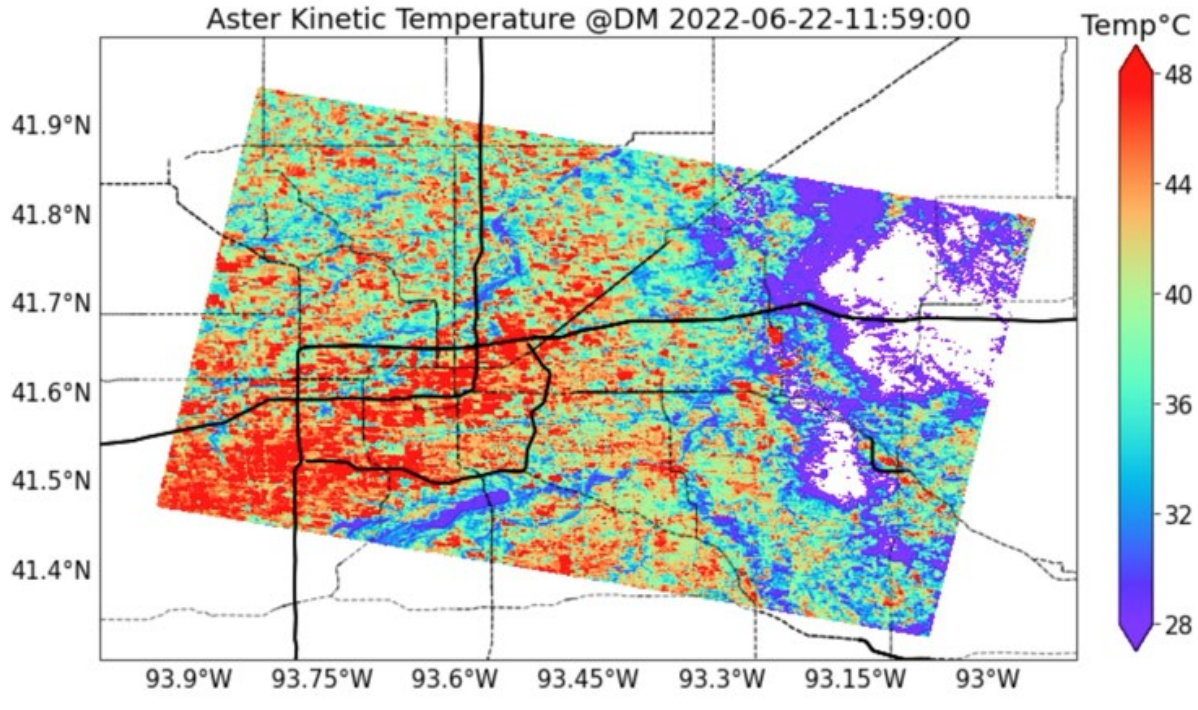 Aster Kinetic Temperature @DM 2022-06-22-11:59:00
Temp°C
48
44
40
36
32
28
41.9°N
41.8°N
41.7°N
41.6°N
41.5°N
41.4°N
93.9°W 93.75°W 93.6°W 93.45°W 93.3°W 93.15°W 93°W